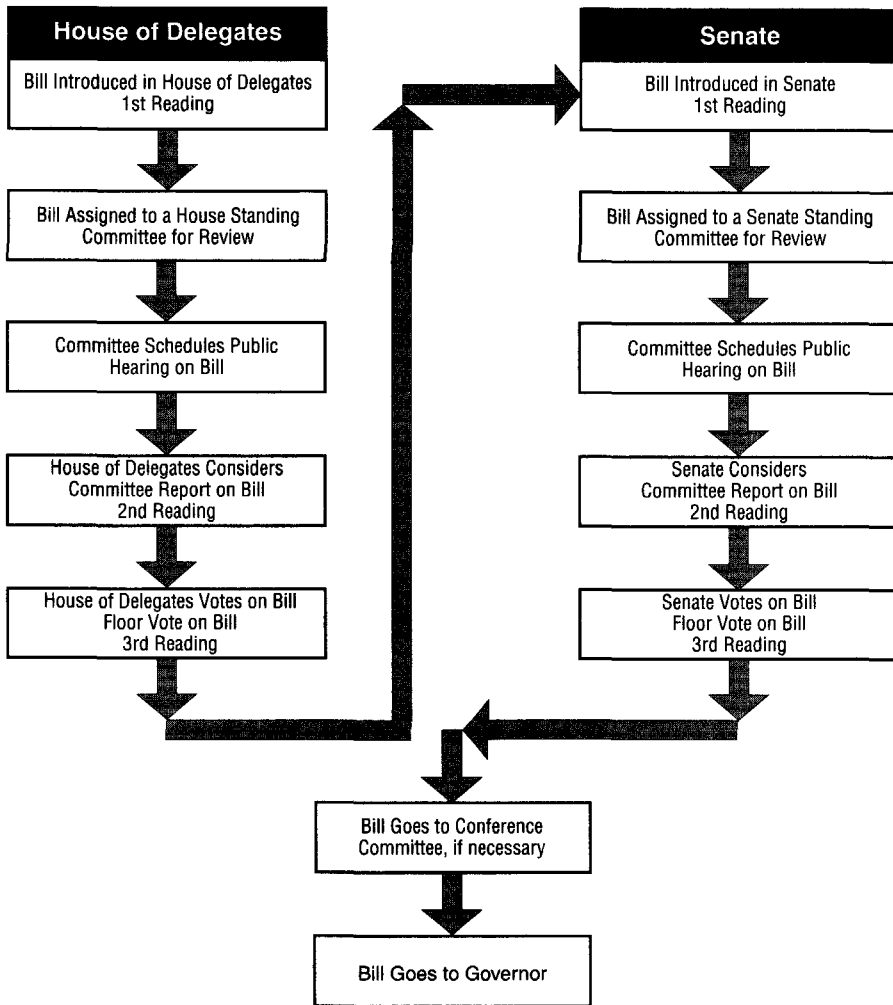 House of Delegates
Bill Introduced in House of Delegates
1st Reading
Bill Assigned to a House Standing
Committee for Review
Committee Schedules Public
Hearing on Bill
House of Delegates Considers
Committee Report on Bill
2nd Reading
House of Delegates Votes on Bill
Floor Vote on Bill
3rd Reading
Senate
Bill Introduced in Senate
1st Reading
Bill Assigned to a Senate Standing
Committee for Review
Committee Schedules Public
Hearing on Bill
Senate Considers
Committee Report on Bill
2nd Reading
Senate Votes on Bill
Floor Vote on Bill
3rd Reading
Bill Goes to Conference
Committee, if necessary
Bill Goes to Governor